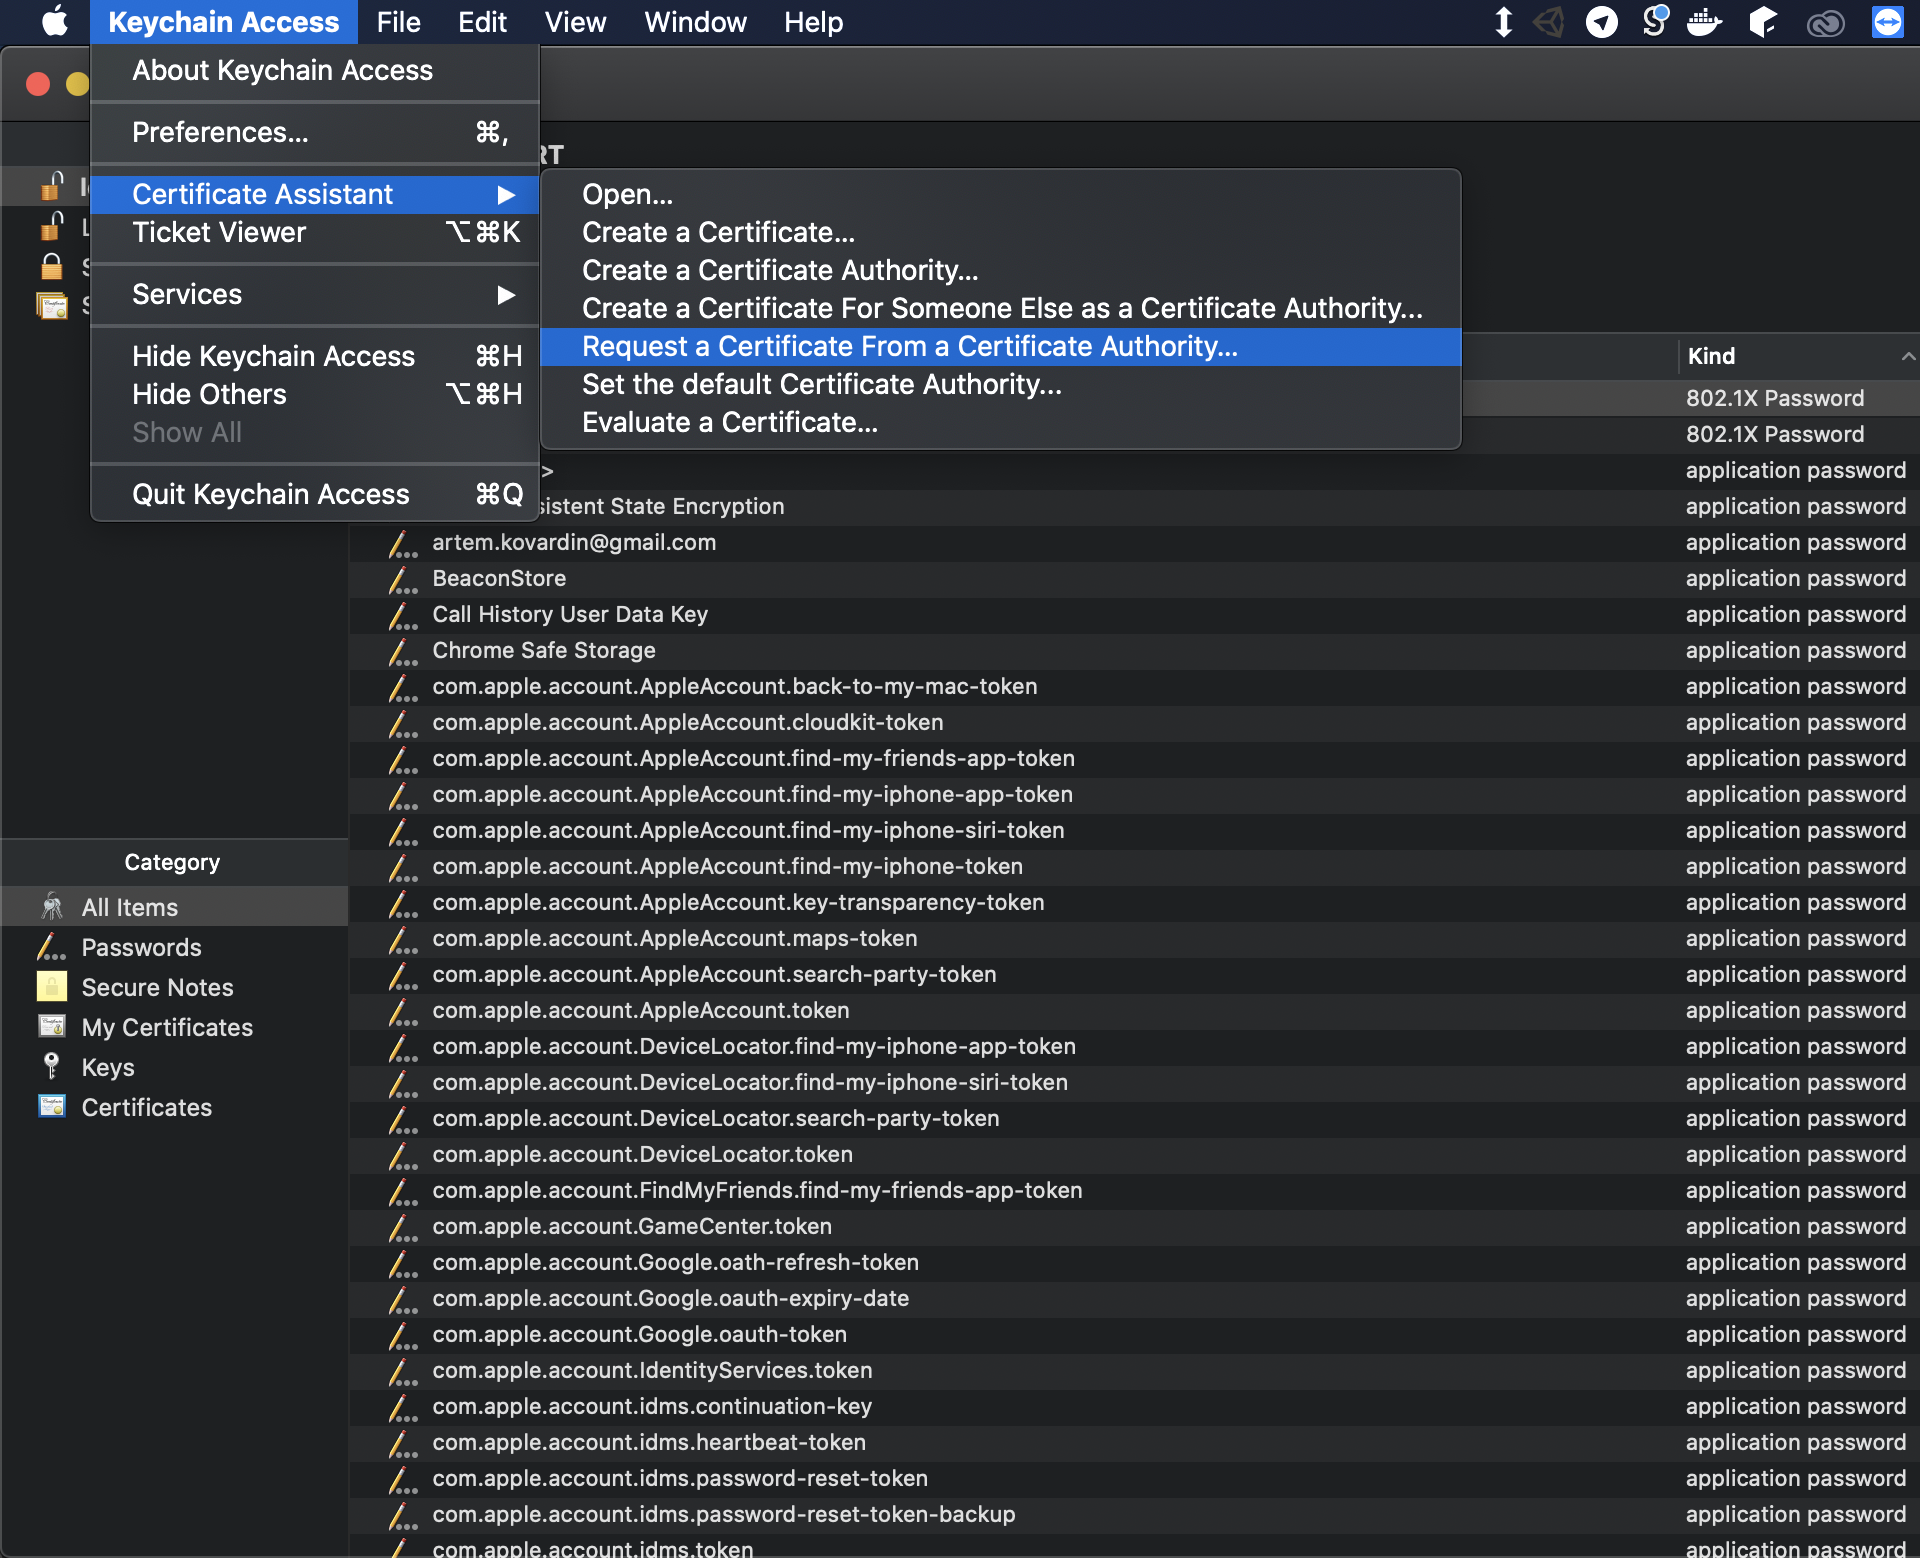 Keychain Access File Edit View Window Help
About Keychain Access
Preferences... ⌘,
Certificate Assistant ▶
Ticket Viewer ⌥⌘K
Services ▶
Hide Keychain Access ⌘H
Hide Others ⌥⌘H
Show All
Quit Keychain Access ⌘Q
Open...
Create a Certificate...
Create a Certificate Authority...
Create a Certificate For Someone Else as a Certificate Authority...
Request a Certificate From a Certificate Authority...
Set the default Certificate Authority...
Evaluate a Certificate...
Category
All Items
Passwords
Secure Notes
My Certificates
Keys
Certificates
Kind
802.1X Password
802.1X Password
> application password
sistent State Encryption application password
artem.kovardin@gmail.com application password
BeaconStore application password
Call History User Data Key application password
Chrome Safe Storage application password
com.apple.account.AppleAccount.back-to-my-mac-token application password
com.apple.account.AppleAccount.cloudkit-token application password
com.apple.account.AppleAccount.find-my-friends-app-token application password
com.apple.account.AppleAccount.find-my-iphone-app-token application password
com.apple.account.AppleAccount.find-my-iphone-siri-token application password
com.apple.account.AppleAccount.find-my-iphone-token application password
com.apple.account.AppleAccount.key-transparency-token application password
com.apple.account.AppleAccount.maps-token application password
com.apple.account.AppleAccount.search-party-token application password
com.apple.account.AppleAccount.token application password
com.apple.account.DeviceLocator.find-my-iphone-app-token application password
com.apple.account.DeviceLocator.find-my-iphone-siri-token application password
com.apple.account.DeviceLocator.search-party-token application password
com.apple.account.DeviceLocator.token application password
com.apple.account.FindMyFriends.find-my-friends-app-token application password
com.apple.account.GameCenter.token application password
com.apple.account.Google.oath-refresh-token application password
com.apple.account.Google.oauth-expiry-date application password
com.apple.account.Google.oauth-token application password
com.apple.account.IdentityServices.token application password
com.apple.account.idms.continuation-key application password
com.apple.account.idms.heartbeat-token application password
com.apple.account.idms.password-reset-token application password
com.apple.account.idms.password-reset-token-backup application password
com.apple.account.idms.token application password